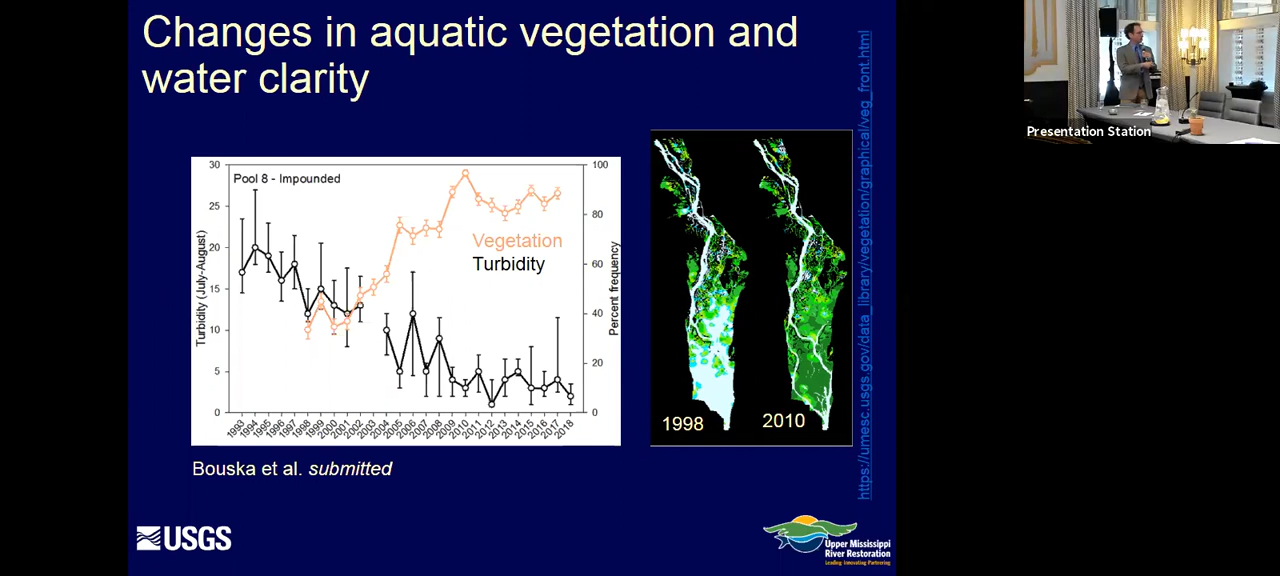 Changes in aquatic vegetation and
water clarity
Presentation Station
https://umesc.usgs.gov/data_library/vegetation/graphical/veg_front.html
Pool 8 - Impounded
Turbidity (July-August)
30
25
20
15
10
5
0
Vegetation
Turbidity
Percent frequency
100
80
60
40
20
0
1993
1994
1995
1996
1997
1998
1999
2000
2001
2002
2003
2004
2005
2006
2007
2008
2009
2010
2011
2012
2013
2014
2015
2016
2017
2018
1998
2010
Bouska et al. submitted
USGS
Upper Mississippi
River Restoration
Leading Innovating Partnering